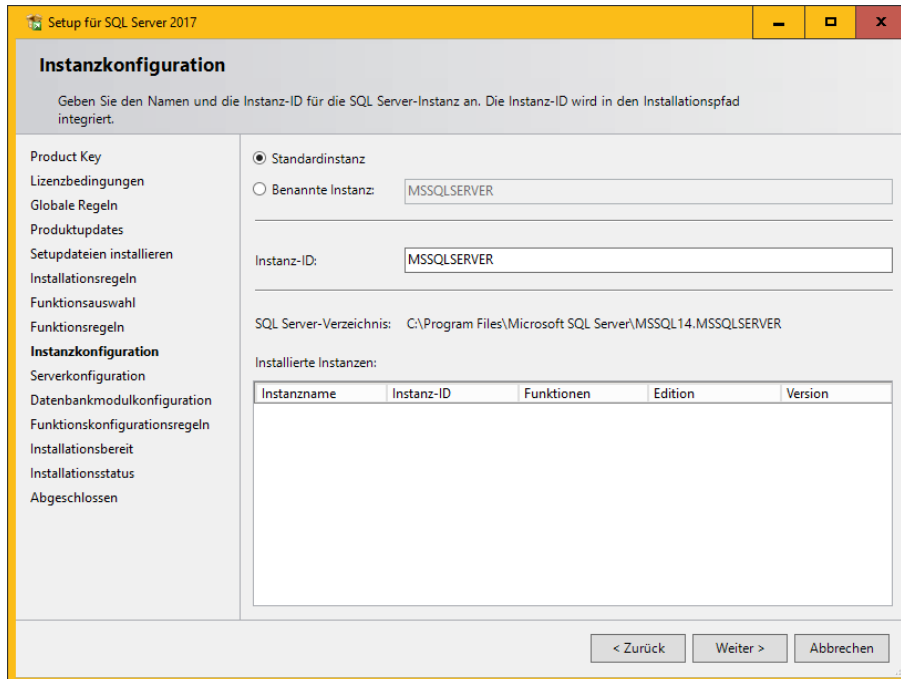 Setup für SQL Server 2017
Instanzkonfiguration
Geben Sie den Namen und die Instanz-ID für die SQL Server-Instanz an. Die Instanz-ID wird in den Installationspfad
integriert.
Product Key
Lizenzbedingungen
Globale Regeln
Produktupdates
Setupdateien installieren
Installationsregeln
Funktionsauswahl
Funktionsregeln
Instanzkonfiguration
Serverkonfiguration
Datenbankmodulkonfiguration
Funktionskonfigurationsregeln
Installationsbereit
Installationsstatus
Abgeschlossen
Standardinstanz
Benannte Instanz: MSSQLSERVER
Instanz-ID: MSSQLSERVER
SQL Server-Verzeichnis: C:\Program Files\Microsoft SQL Server\MSSQL14.MSSQLSERVER
Installierte Instanzen:
Instanzname Instanz-ID Funktionen Edition Version
< Zurück Weiter > Abbrechen